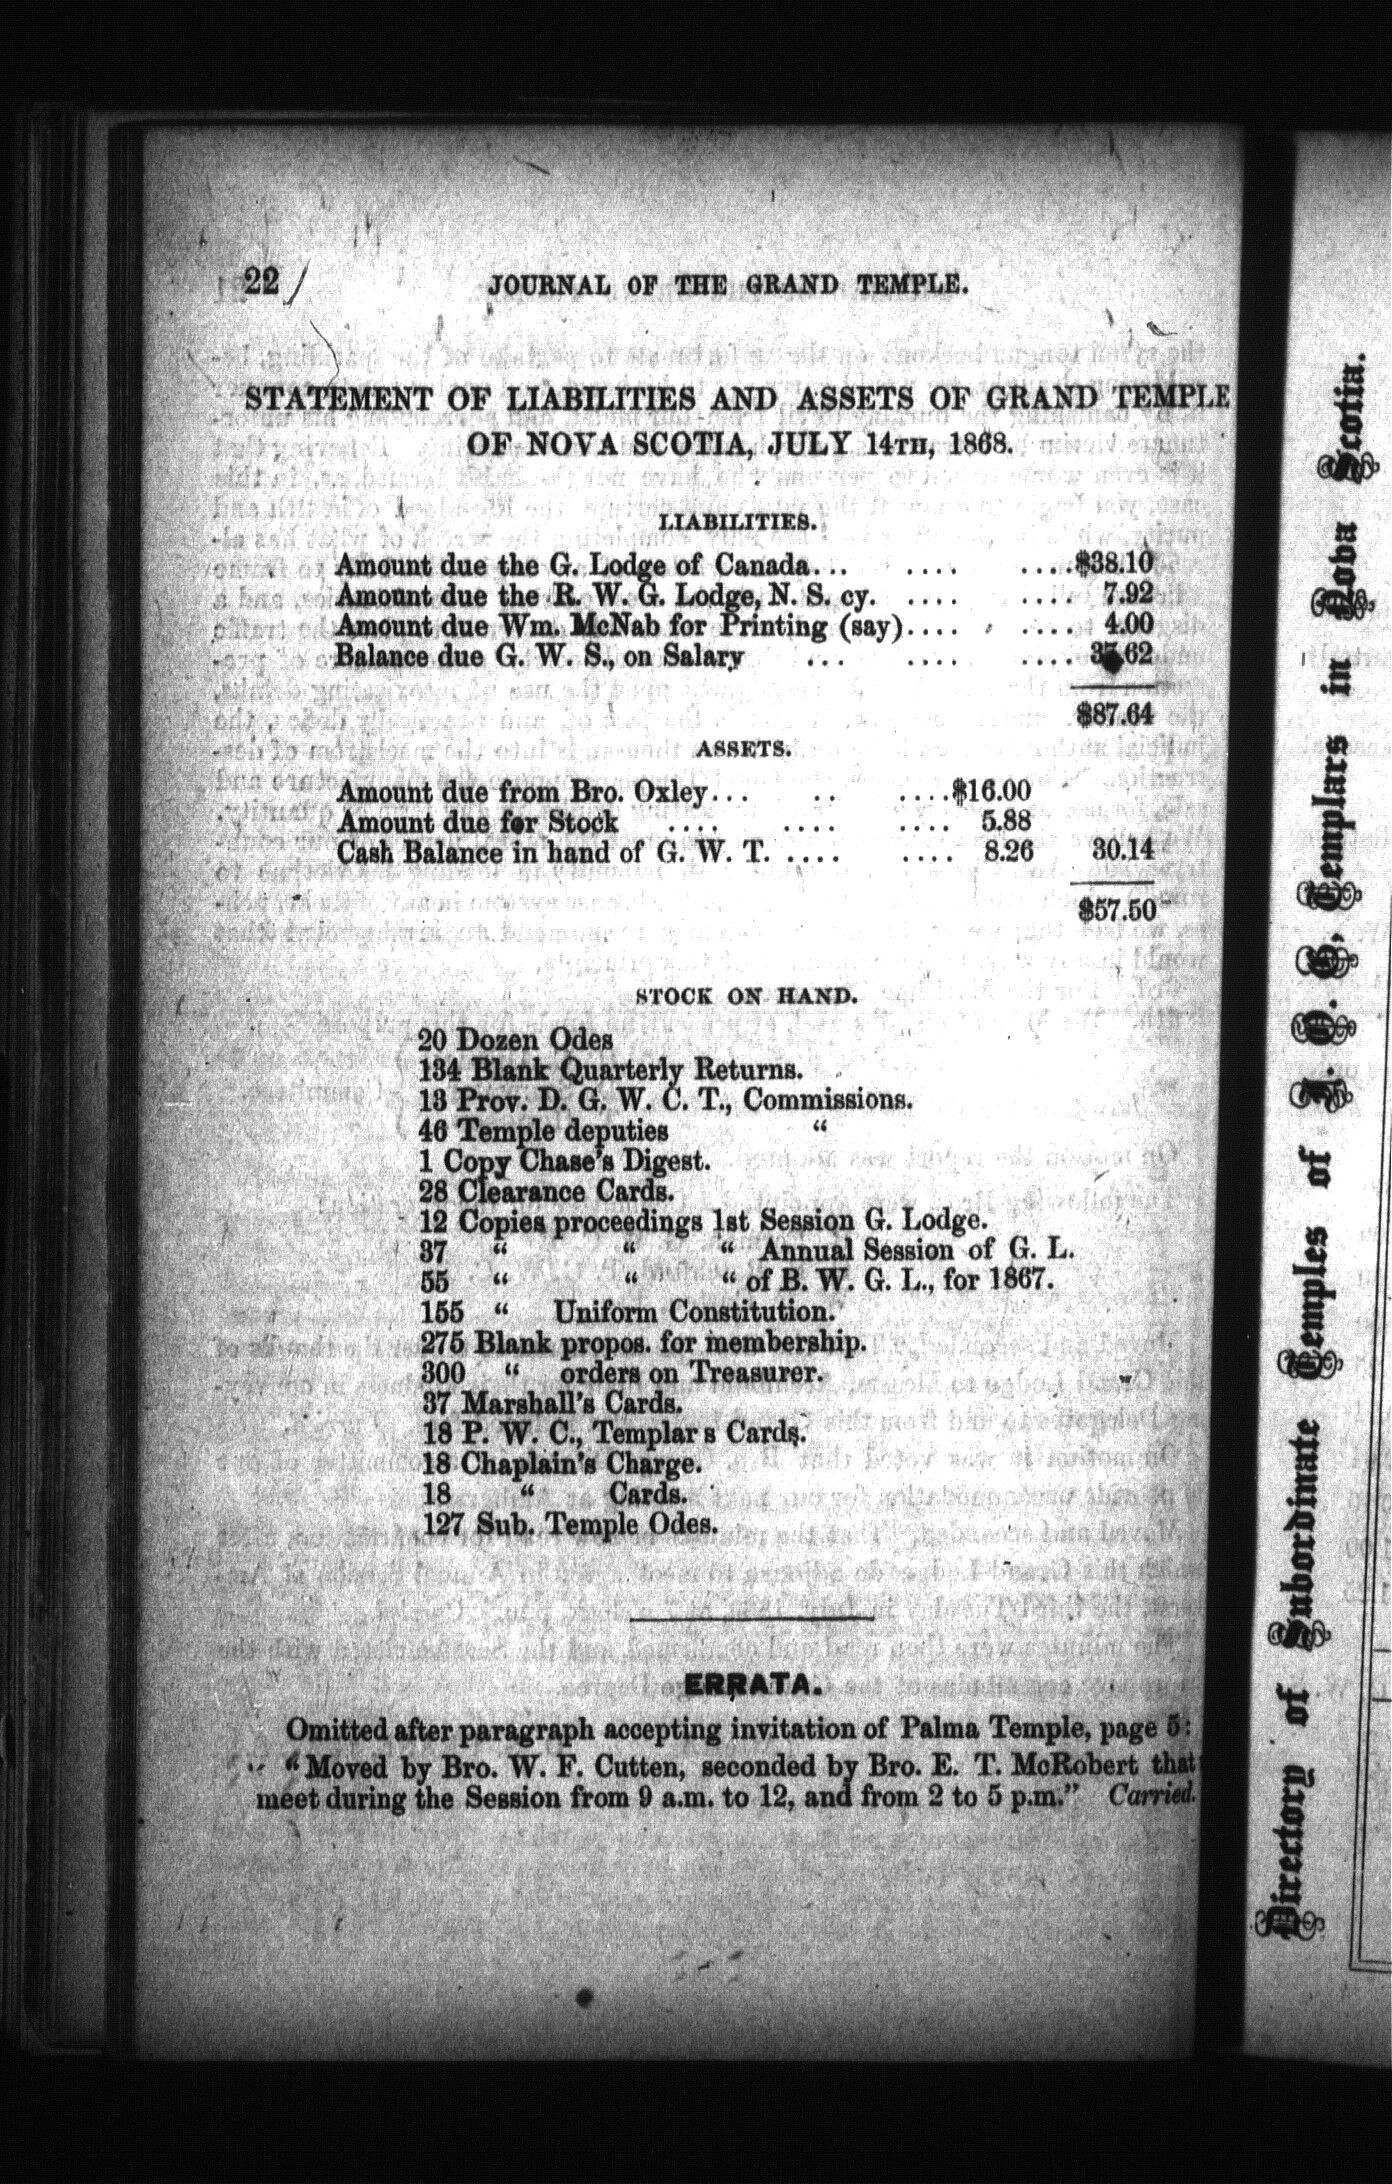 22
JOURNAL OF THE GRAND TEMPLE.
STATEMENT OF LIABILITIES AND ASSETS OF GRAND TEMPLE
OF NOVA SCOTIA, JULY 14TH, 1868.
LIABILITIES.
Amount due the G. Lodge of Canada... .... ....$38.10
Amount due the R. W. G. Lodge, N. S. cy. .... .... 7.92
Amount due Wm. McNab for Printing (say).... .... 4.00
Balance due G. W. S., on Salary ... .... .... 37.62
$87.64
ASSETS.
Amount due from Bro. Oxley... .. ....$16.00
Amount due for Stock .... .... .... 5.88
Cash Balance in hand of G. W. T. .... .... 8.26 30.14
$57.50
STOCK ON HAND.
20 Dozen Odes
134 Blank Quarterly Returns.
13 Prov. D. G. W. C. T., Commissions.
46 Temple deputies “
1 Copy Chase's Digest.
28 Clearance Cards.
12 Copies proceedings 1st Session G. Lodge.
37 “ “ “ Annual Session of G. L.
55 “ “ “ of B. W. G. L., for 1867.
155 “ Uniform Constitution.
275 Blank propos. for membership.
300 “ orders on Treasurer.
37 Marshall's Cards.
18 P. W. C., Templar s Cards.
18 Chaplain's Charge.
18 “ Cards.
127 Sub. Temple Odes.
ERRATA.
Omitted after paragraph accepting invitation of Palma Temple, page 5:
“Moved by Bro. W. F. Cutten, seconded by Bro. E. T. McRobert that
meet during the Session from 9 a.m. to 12, and from 2 to 5 p.m.” Carried.
Directory of Subordinate Temples of I. O. G. Templars in Nova Scotia.